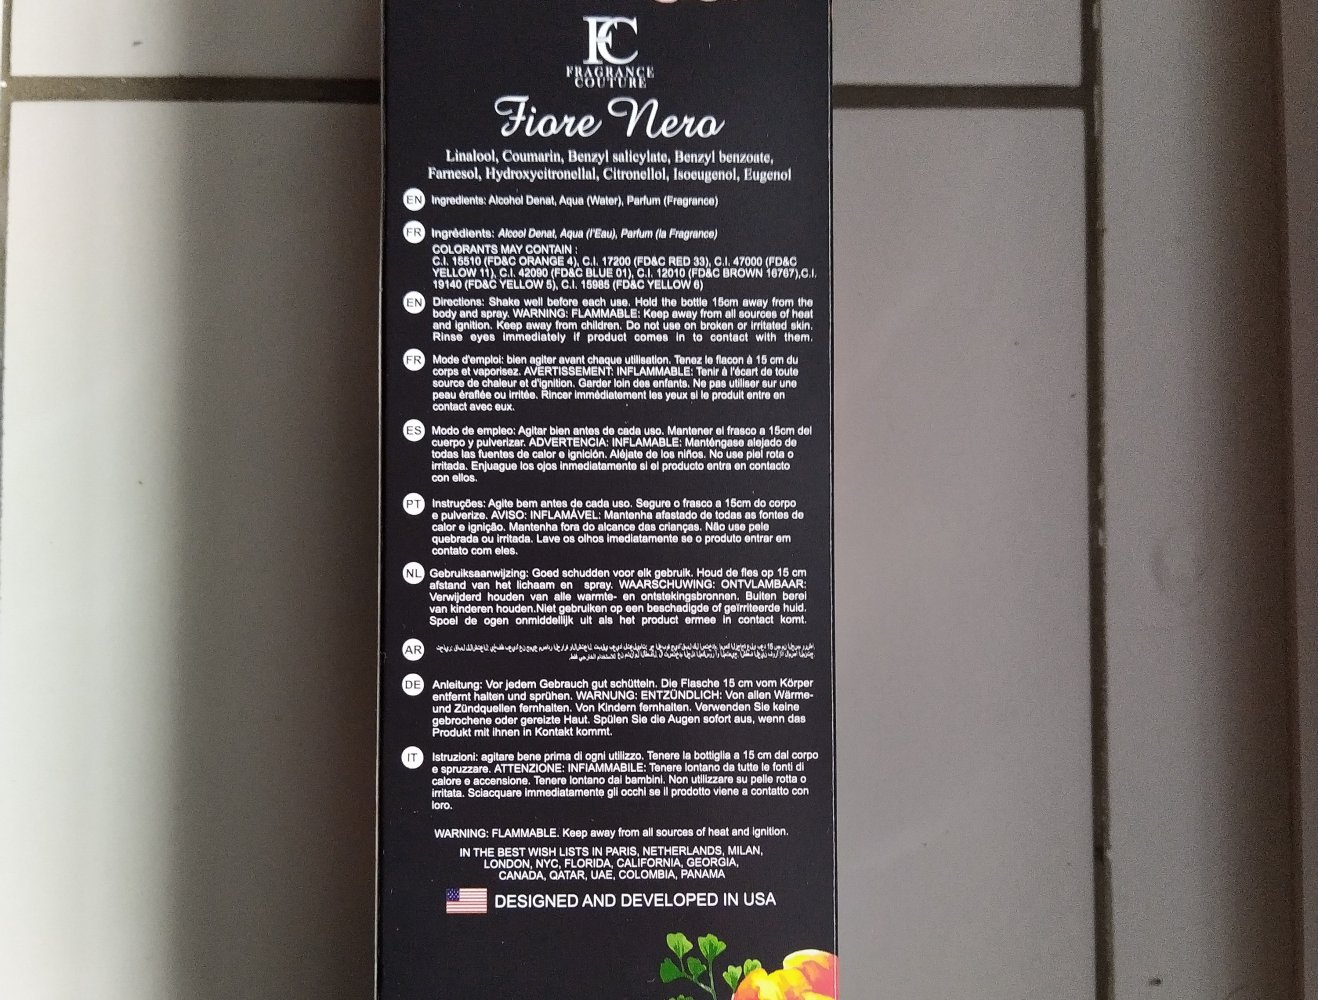 FC
FRAGRANCE
COUTURE
Fiore Nero
Linalool, Coumarin, Benzyl salicylate, Benzyl benzoate,
Farnesol, Hydroxycitronellal, Citronellol, Isoeugenol, Eugenol
EN Ingredients: Alcohol Denat, Aqua (Water), Parfum (Fragrance)
FR Ingrédients: Alcool Denat, Aqua (l'Eau), Parfum (la Fragrance)
COLORANTS MAY CONTAIN :
C.I. 15510 (FD&C ORANGE 4), C.I. 17200 (FD&C RED 33), C.I. 47000 (FD&C
YELLOW 11), C.I. 42090 (FD&C BLUE 01), C.I. 12010 (FD&C BROWN 16767),C.I.
19140 (FD&C YELLOW 5), C.I. 15985 (FD&C YELLOW 6)
EN Directions: Shake well before each use. Hold the bottle 15cm away from the
body and spray. WARNING: FLAMMABLE: Keep away from all sources of heat
and ignition. Keep away from children. Do not use on broken or irritated skin.
Rinse eyes immediately if product comes in to contact with them.
FR Mode d'emploi: bien agiter avant chaque utilisation. Tenez le flacon à 15 cm du
corps et vaporisez. AVERTISSEMENT: INFLAMMABLE: Tenir à l'écart de toute
source de chaleur et d'ignition. Garder loin des enfants. Ne pas utiliser sur une
peau éraflée ou irritée. Rincer immédiatement les yeux si le produit entre en
contact avec eux.
ES Modo de empleo: Agitar bien antes de cada uso. Mantener el frasco a 15cm del
cuerpo y pulverizar. ADVERTENCIA: INFLAMABLE: Manténgase alejado de
todas las fuentes de calor e ignición. Aléjate de los niños. No use piel rota o
irritada. Enjuague los ojos inmediatamente si el producto entra en contacto
con ellos.
PT Instruções: Agite bem antes de cada uso. Segure o frasco a 15cm do corpo
e pulverize. AVISO: INFLAMÁVEL: Mantenha afastado de todas as fontes de
calor e ignição. Mantenha fora do alcance das crianças. Não use pele
quebrada ou irritada. Lave os olhos imediatamente se o produto entrar em
contato com eles.
NL Gebruiksaanwijzing: Goed schudden voor elk gebruik. Houd de fles op 15 cm
afstand van het lichaam en spray. WAARSCHUWING: ONTVLAMBAAR:
Verwijderd houden van alle warmte- en ontstekingsbronnen. Buiten berei
van kinderen houden.Niet gebruiken op een beschadigde of geïrriteerde huid.
Spoel de ogen onmiddellijk uit als het product ermee in contact komt.
AR
DE Anleitung: Vor jedem Gebrauch gut schütteln. Die Flasche 15 cm vom Körper
entfernt halten und sprühen. WARNUNG: ENTZÜNDLICH: Von allen Wärme-
und Zündquellen fernhalten. Von Kindern fernhalten. Verwenden Sie keine
gebrochene oder gereizte Haut. Spülen Sie die Augen sofort aus, wenn das
Produkt mit ihnen in Kontakt kommt.
IT Istruzioni: agitare bene prima di ogni utilizzo. Tenere la bottiglia a 15 cm dal corpo
e spruzzare. ATTENZIONE: INFIAMMABILE: Tenere lontano da tutte le fonti di
calore e accensione. Tenere lontano dai bambini. Non utilizzare su pelle rotta o
irritata. Sciacquare immediatamente gli occhi se il prodotto viene a contatto con
loro.
WARNING: FLAMMABLE. Keep away from all sources of heat and ignition.
IN THE BEST WISH LISTS IN PARIS, NETHERLANDS, MILAN,
LONDON, NYC, FLORIDA, CALIFORNIA, GEORGIA,
CANADA, QATAR, UAE, COLOMBIA, PANAMA
DESIGNED AND DEVELOPED IN USA